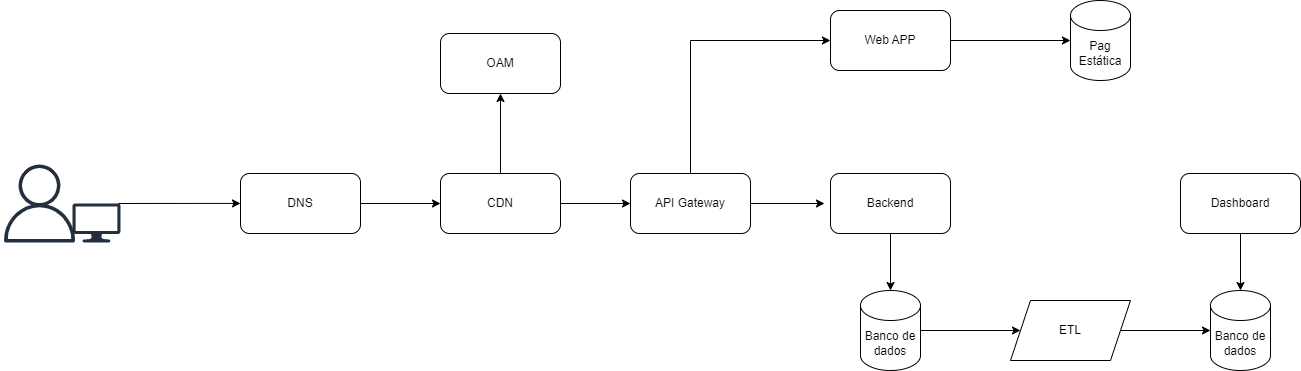 Web APP
Pag
Estática
OAM
DNS
CDN
API Gateway
Backend
Dashboard
Banco de
dados
ETL
Banco de
dados